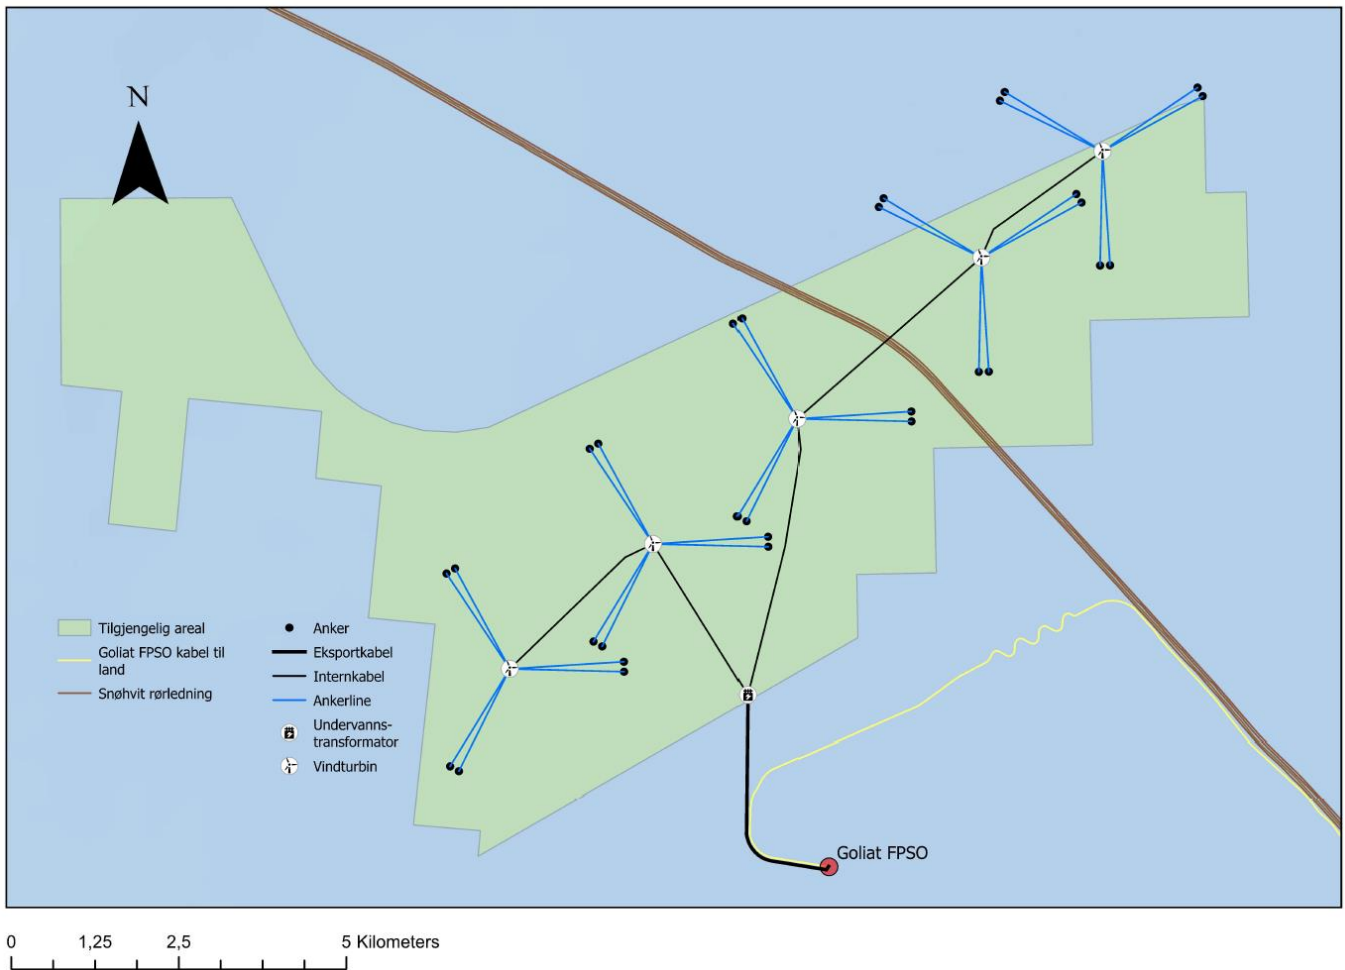 N
Tilgjengelig areal
Goliat FPSO kabel til
land
Snøhvit rørledning
Anker
Eksportkabel
Internkabel
Ankerline
Undervanns-
transformator
Vindturbin
Goliat FPSO
0 1,25 2,5 5 Kilometers